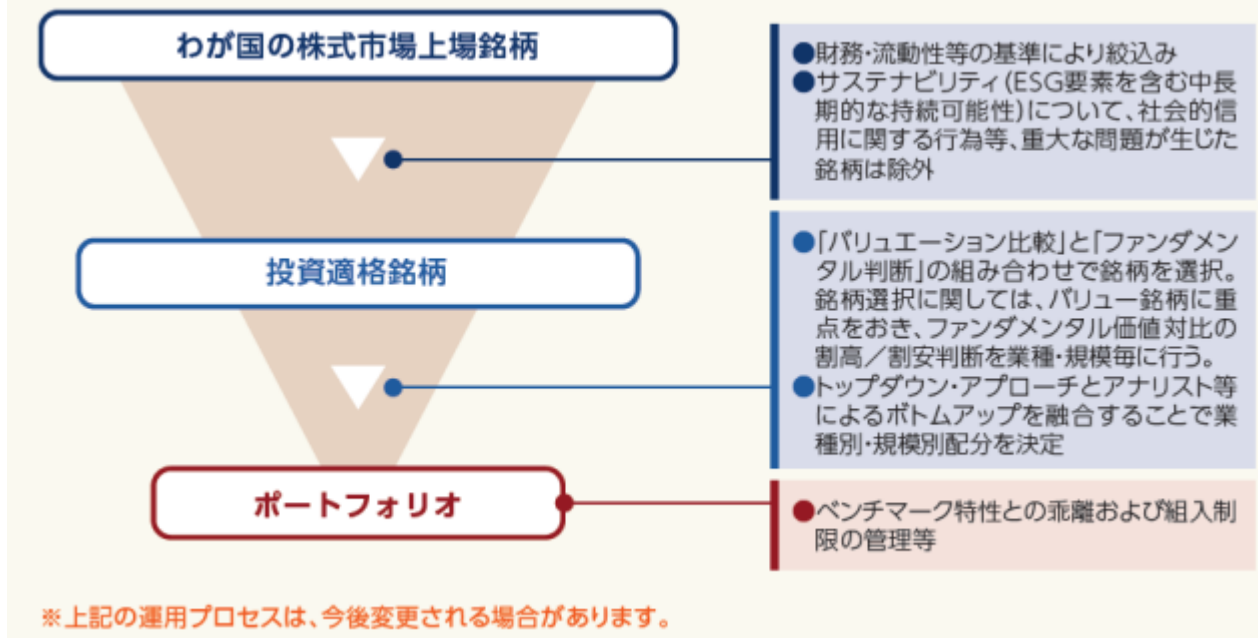 わが国の株式市場上場銘柄
●財務・流動性等の基準により絞込み
●サステナビリティ(ESG要素を含む中長
期的な持続可能性)について、社会的信
用に関する行為等、重大な問題が生じた
銘柄は除外
投資適格銘柄
●「バリュエーション比較」と「ファンダメン
タル判断」の組み合わせで銘柄を選択。
銘柄選択に関しては、バリュー銘柄に重
点をおき、ファンダメンタル価値対比の
割高／割安判断を業種・規模毎に行う。
●トップダウン・アプローチとアナリスト等
によるボトムアップを融合することで業
種別・規模別配分を決定
ポートフォリオ
●ベンチマーク特性との乖離および組入制
限の管理等
※上記の運用プロセスは、今後変更される場合があります。